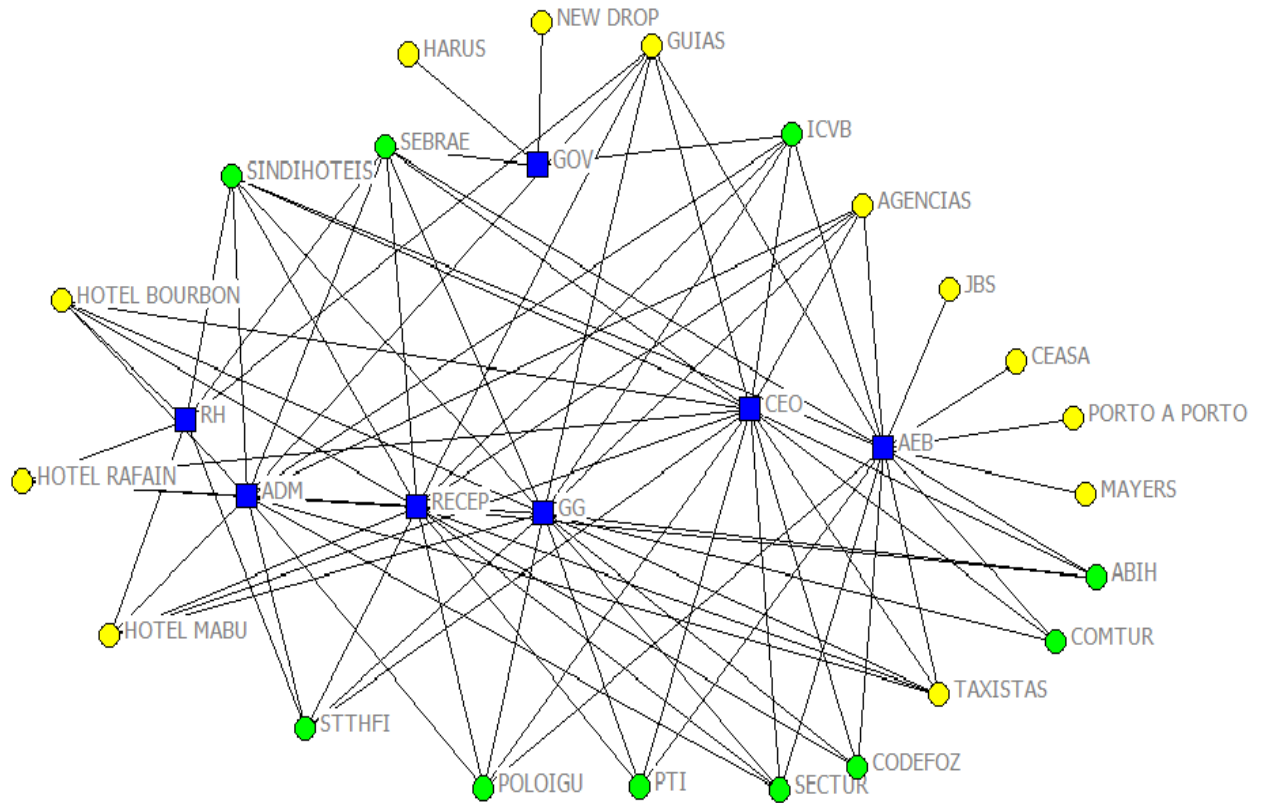 NEW DROP
GUIAS
HARUS
ICVB
SEBRAE
GOV
SINDIHOTEIS
AGENCIAS
JBS
HOTEL BOURBON
CEASA
CEO
RH
PORTO A PORTO
AEB
HOTEL RAFAIN
ADM
MAYERS
RECEP
GG
ABIH
HOTEL MABU
COMTUR
TAXISTAS
STTHFI
CODEFOZ
POLOIGU
PTI
SECTUR